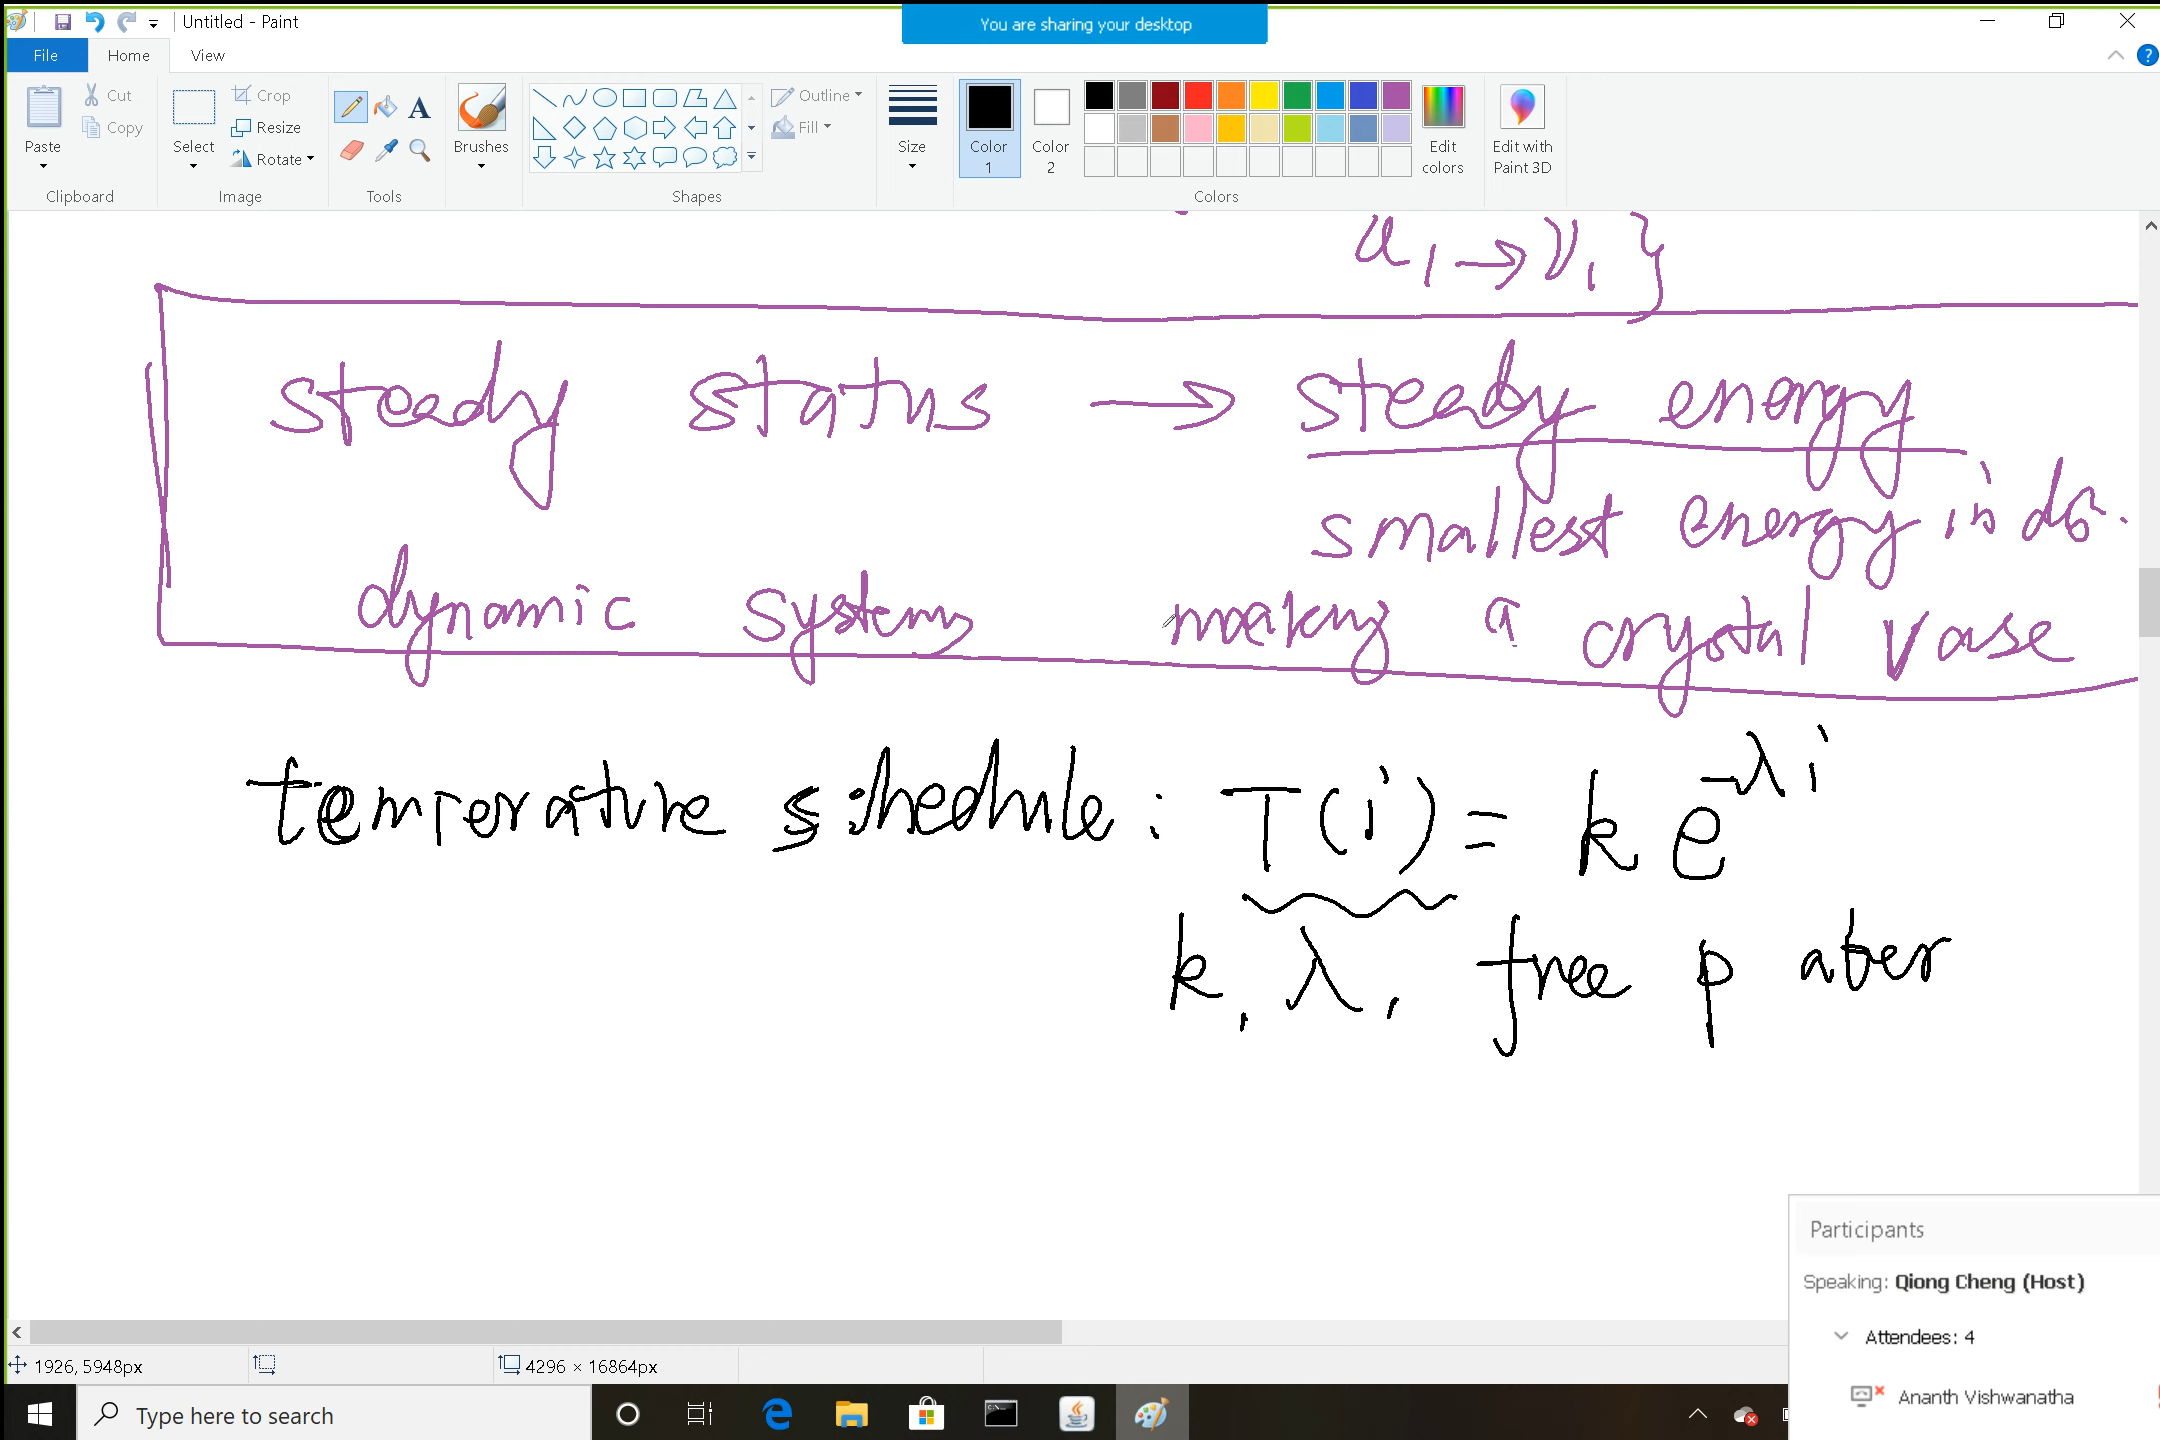 Untitled - Paint
You are sharing your desktop
File Home View
Paste
Cut
Copy
Clipboard
Select
Crop
Resize
Rotate
Image
Tools
Brushes
Shapes
Outline
Fill
Size
Color 1
Color 2
Edit colors
Colors
Edit with Paint 3D
u1 → v1 }
steady status → steady energy
smallest energy is
dynamic systems making a crystal vase
temperature schedule: T(i) = k e^-λi
k, λ, free p
Participants
Speaking: Qiong Cheng (Host)
Attendees: 4
Ananth Vishwanatha
1926, 5948px
4296 × 16864px
Type here to search